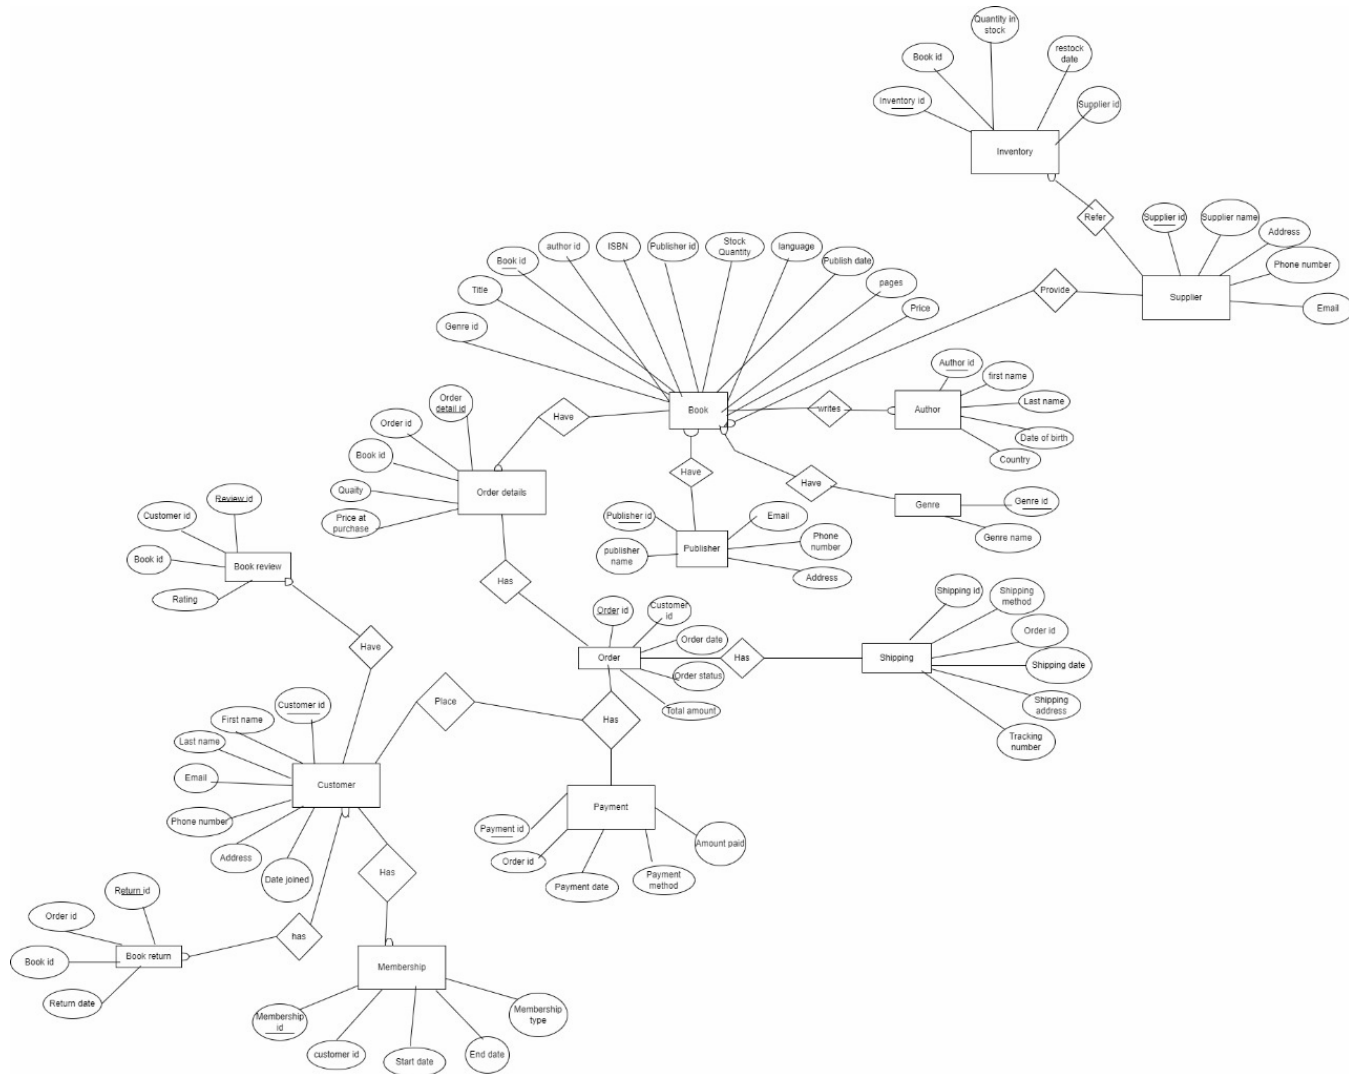 Quantity in
stock
Book id
restock
date
Inventory id
Supplier id
Inventory
Refer
Supplier id
Supplier name
Address
Phone number
Supplier
Email
Provide
Genre id
Title
Book id
author id
ISBN
Publisher id
Stock
Quantity
language
Publish date
pages
Price
Book
Have
writes
Author id
first name
Last name
Date of birth
Country
Author
Have
Genre
Genre id
Genre name
Have
Publisher id
publisher
name
Publisher
Email
Phone
number
Address
Order
detail id
Order id
Book id
Quaity
Price at
purchase
Order details
Has
Review id
Customer id
Book id
Rating
Book review
Have
Order id
Customer
id
Order date
Order status
Total amount
Order
Has
Shipping id
Shipping
method
Order id
Shipping date
Shipping
address
Tracking
number
Shipping
Place
Has
Customer id
First name
Last name
Email
Phone number
Address
Date joined
Customer
Payment
Payment id
Order id
Payment date
Payment
method
Amount paid
Has
has
Return id
Order id
Book id
Return date
Book return
Membership
Membership
id
customer id
Start date
End date
Membership
type